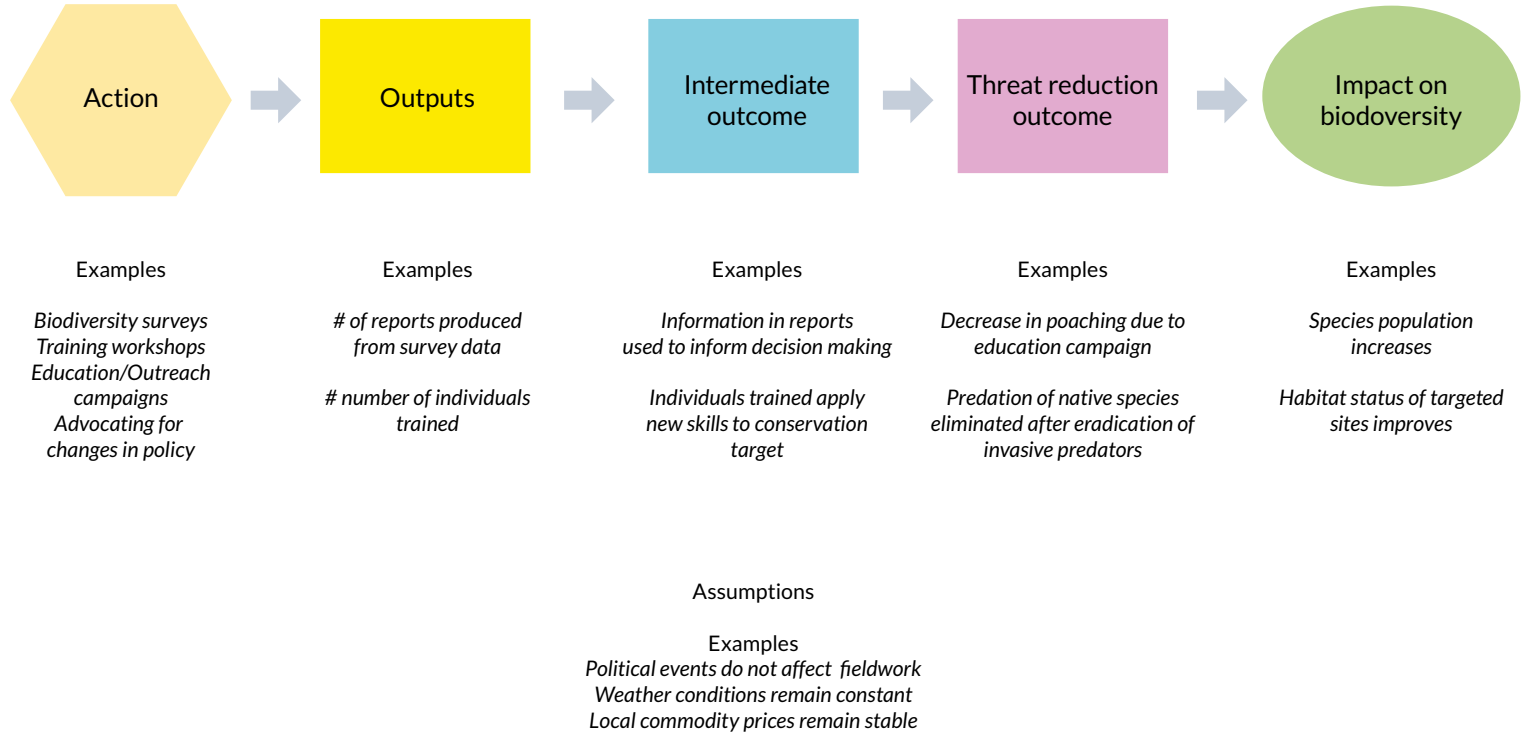 Action
Outputs
Intermediate
outcome
Threat reduction
outcome
Impact on
biodoversity
Examples
Biodiversity surveys
Training workshops
Education/Outreach
campaigns
Advocating for
changes in policy
Examples
# of reports produced
from survey data
# number of individuals
trained
Examples
Information in reports
used to inform decision making
Individuals trained apply
new skills to conservation
target
Examples
Decrease in poaching due to
education campaign
Predation of native species
eliminated after eradication of
invasive predators
Examples
Species population
increases
Habitat status of targeted
sites improves
Assumptions
Examples
Political events do not affect fieldwork
Weather conditions remain constant
Local commodity prices remain stable